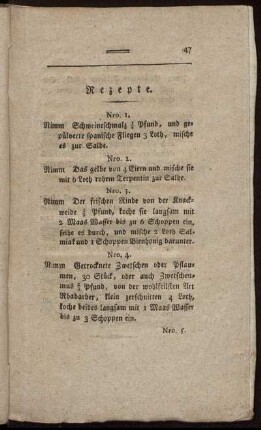 47
Rezepte.
Nro. 1.
Nimm Schweineschmalz ½ Pfund, und ge-
pülverte spanische Fliegen 3 Loth, mische
es zur Salbe.
Nro. 2.
Nimm Das gelbe von 4 Eiern und mische sie
mit 6 Loth rohem Terpentin zur Salbe.
Nro. 3.
Nimm Der frischen Rinde von der Knack-
weide Pfund, koche sie langsam mit
2 Maas Wasser bis zu 6 Schoppen ein,
seihe es durch, und mische 2 Loth Sal-
miak und 1 Schoppen Bienhonig darunter.
Nro. 4.
Nimm Getrocknete Zwetschen oder Pflau-
men, 30 Stück, oder auch Zwetschen-
mus Pfund, von der wohlfeilsten Art
Rhabarber, klein zerschnitten 4 Loth,
koche beides langsam mit 1 Maas Wasser
bis zu 3 Schoppen ein.
Nro. 5.